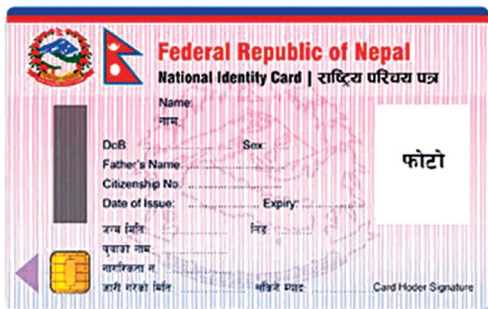 Federal Republic of Nepal
National Identity Card | राष्ट्रिय परिचय पत्र
Name:
नाम:
फोटो
DoB Sex
Father's Name
Citizenship No.
Date of Issue: Expiry:
जन्म मिति लिङ्ग
बुवाको नाम
नागरिकता न.
जारी गरेको मिति म्याद Card Hoder Signature